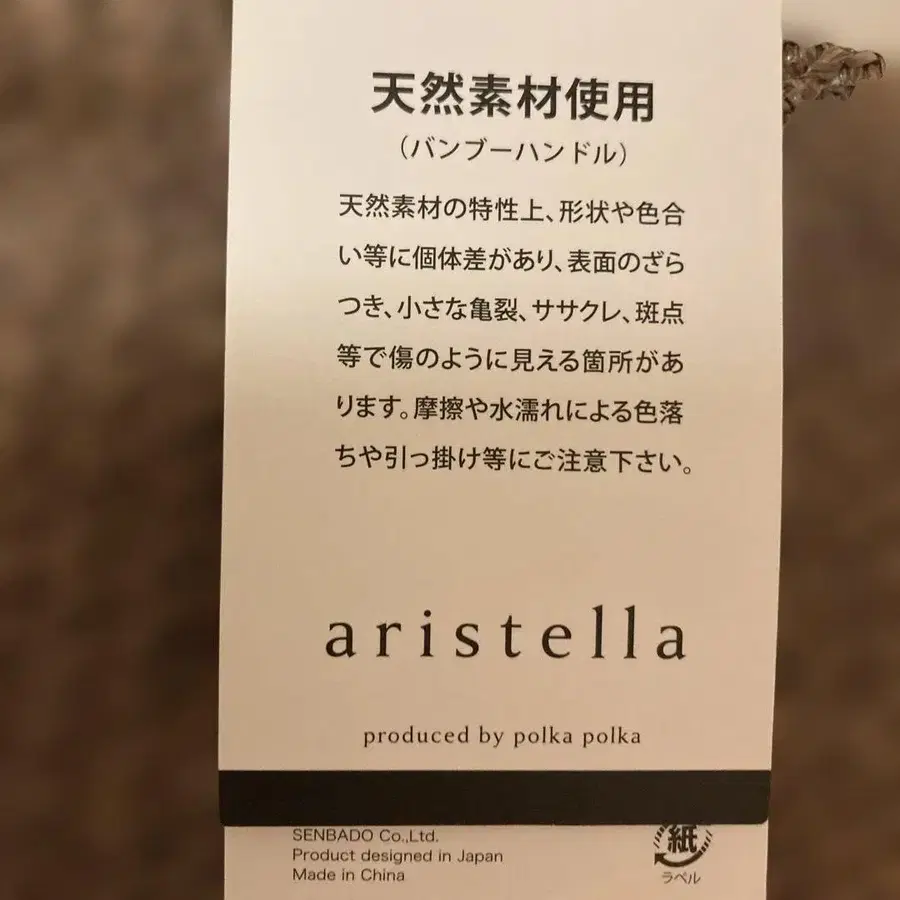 天然素材使用
（バンブーハンドル）
天然素材の特性上、形状や色合
い等に個体差があり、表面のざら
つき、小さな亀裂、ササクレ、斑点
等で傷のように見える箇所があ
ります。摩擦や水濡れによる色落
ちや引っ掛け等にご注意下さい。
aristella
produced by polka polka
SENBADO Co.,Ltd.
Product designed in Japan
Made in China
紙
ラベル